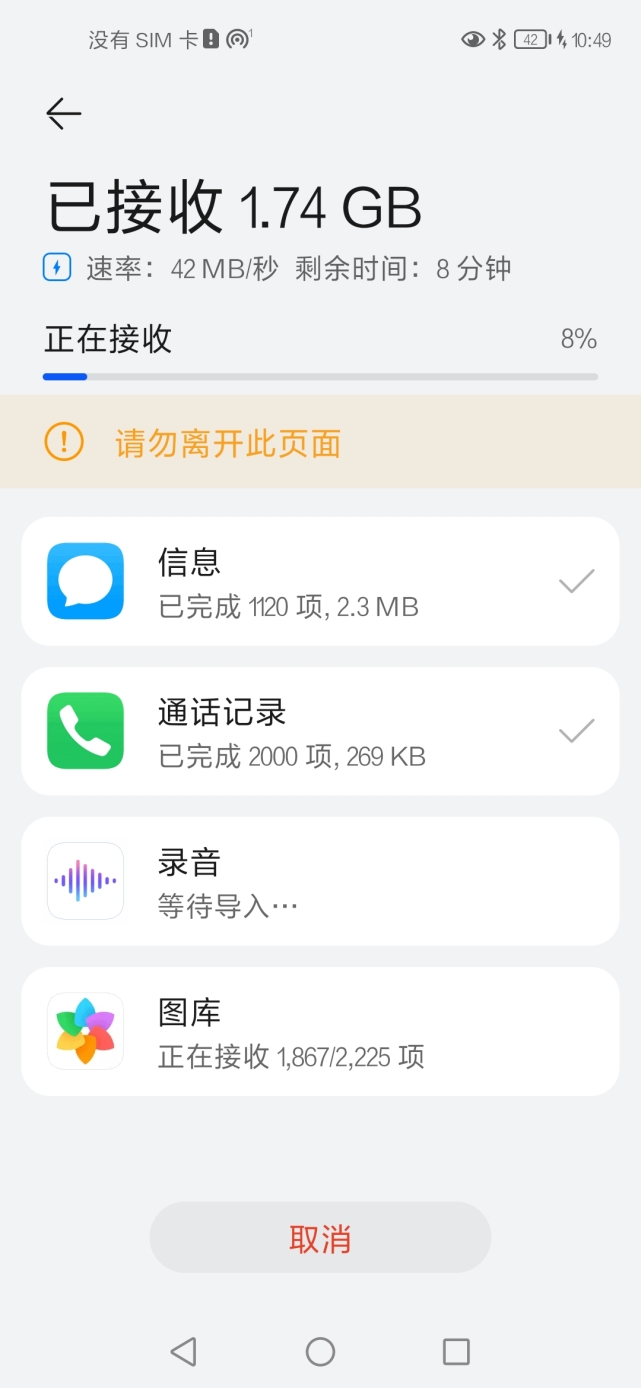 没有 SIM 卡 1 42 10:49
已接收 1.74 GB
速率：42 MB/秒 剩余时间：8 分钟
正在接收 8%
请勿离开此页面
信息
已完成 1120 项, 2.3 MB
通话记录
已完成 2000 项, 269 KB
录音
等待导入…
图库
正在接收 1,867/2,225 项
取消